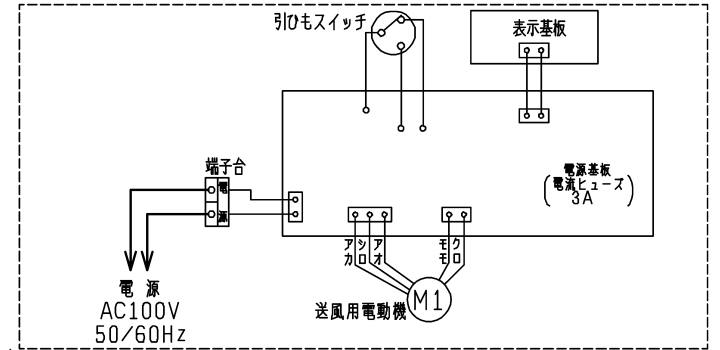 引ひもスイッチ
表示基板
端子台
電
源
電源基板
(電流ヒューズ)
3A
アカ
シロ
アオ
モモ
クロ
M1
送風用電動機
電 源
AC100V
50/60Hz